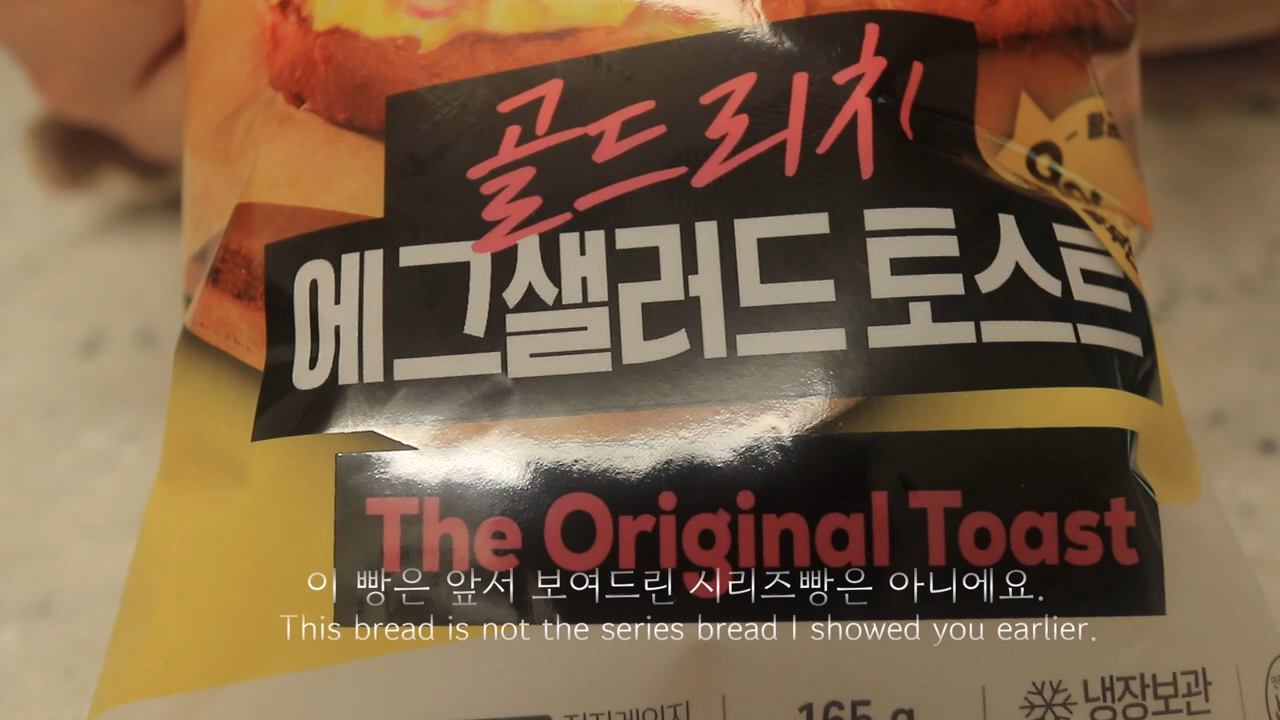 골드리치
에그샐러드 토스트
The Original Toast
이 빵은 앞서 보여드린 시리즈빵은 아니에요.
This bread is not the series bread I showed you earlier.
165 g
냉장보관